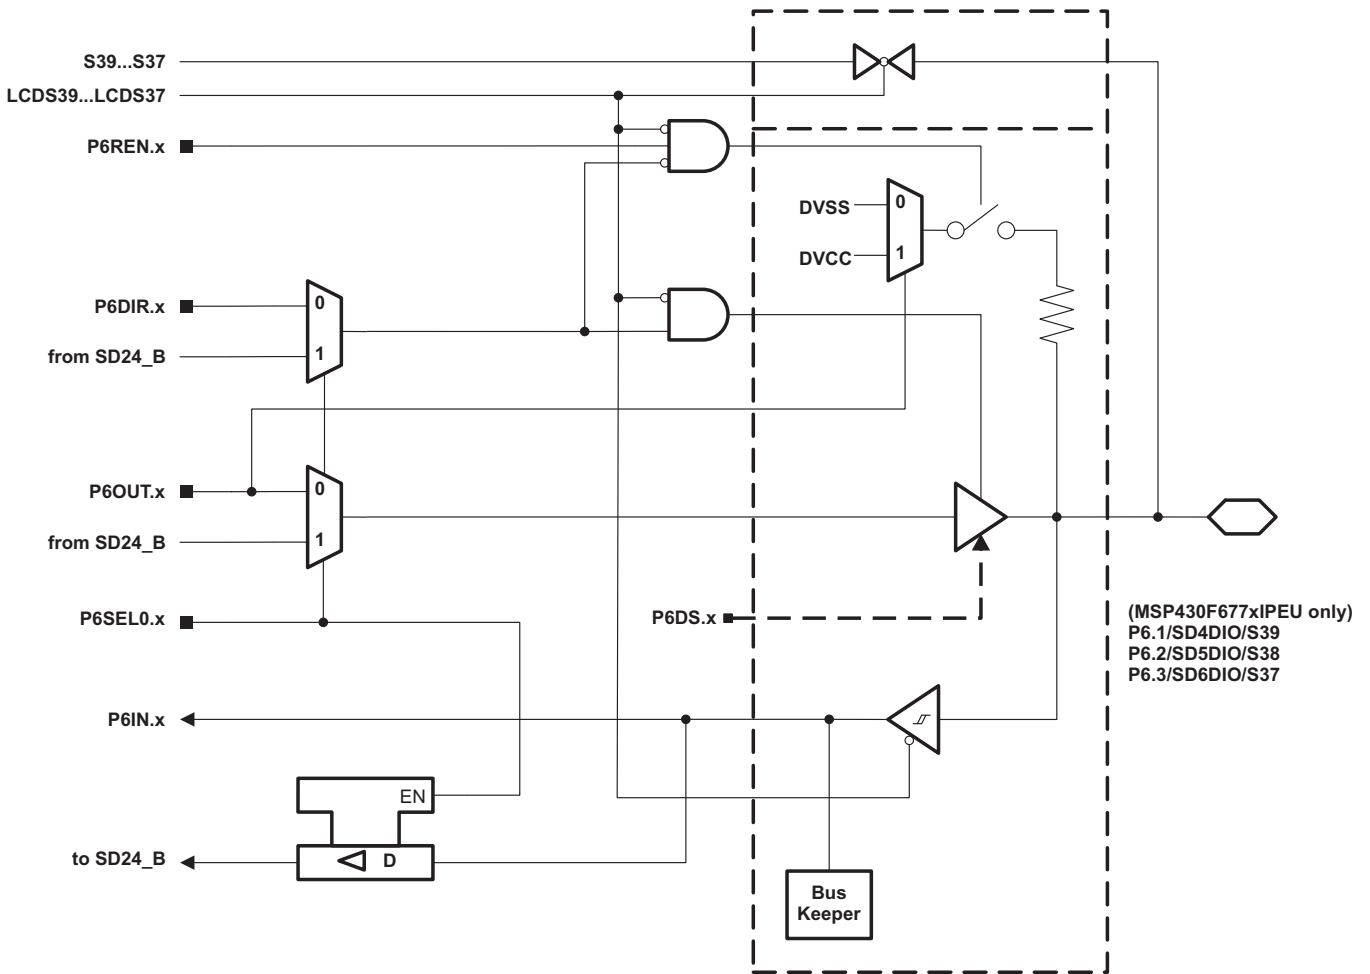 S39...S37
LCDS39...LCDS37
P6REN.x
DVSS
0
DVCC
1
P6DIR.x
0
from SD24_B
1
P6OUT.x
0
from SD24_B
1
P6SEL0.x
P6DS.x
(MSP430F677xIPEU only)
P6.1/SD4DIO/S39
P6.2/SD5DIO/S38
P6.3/SD6DIO/S37
P6IN.x
EN
to SD24_B
D
Bus
Keeper